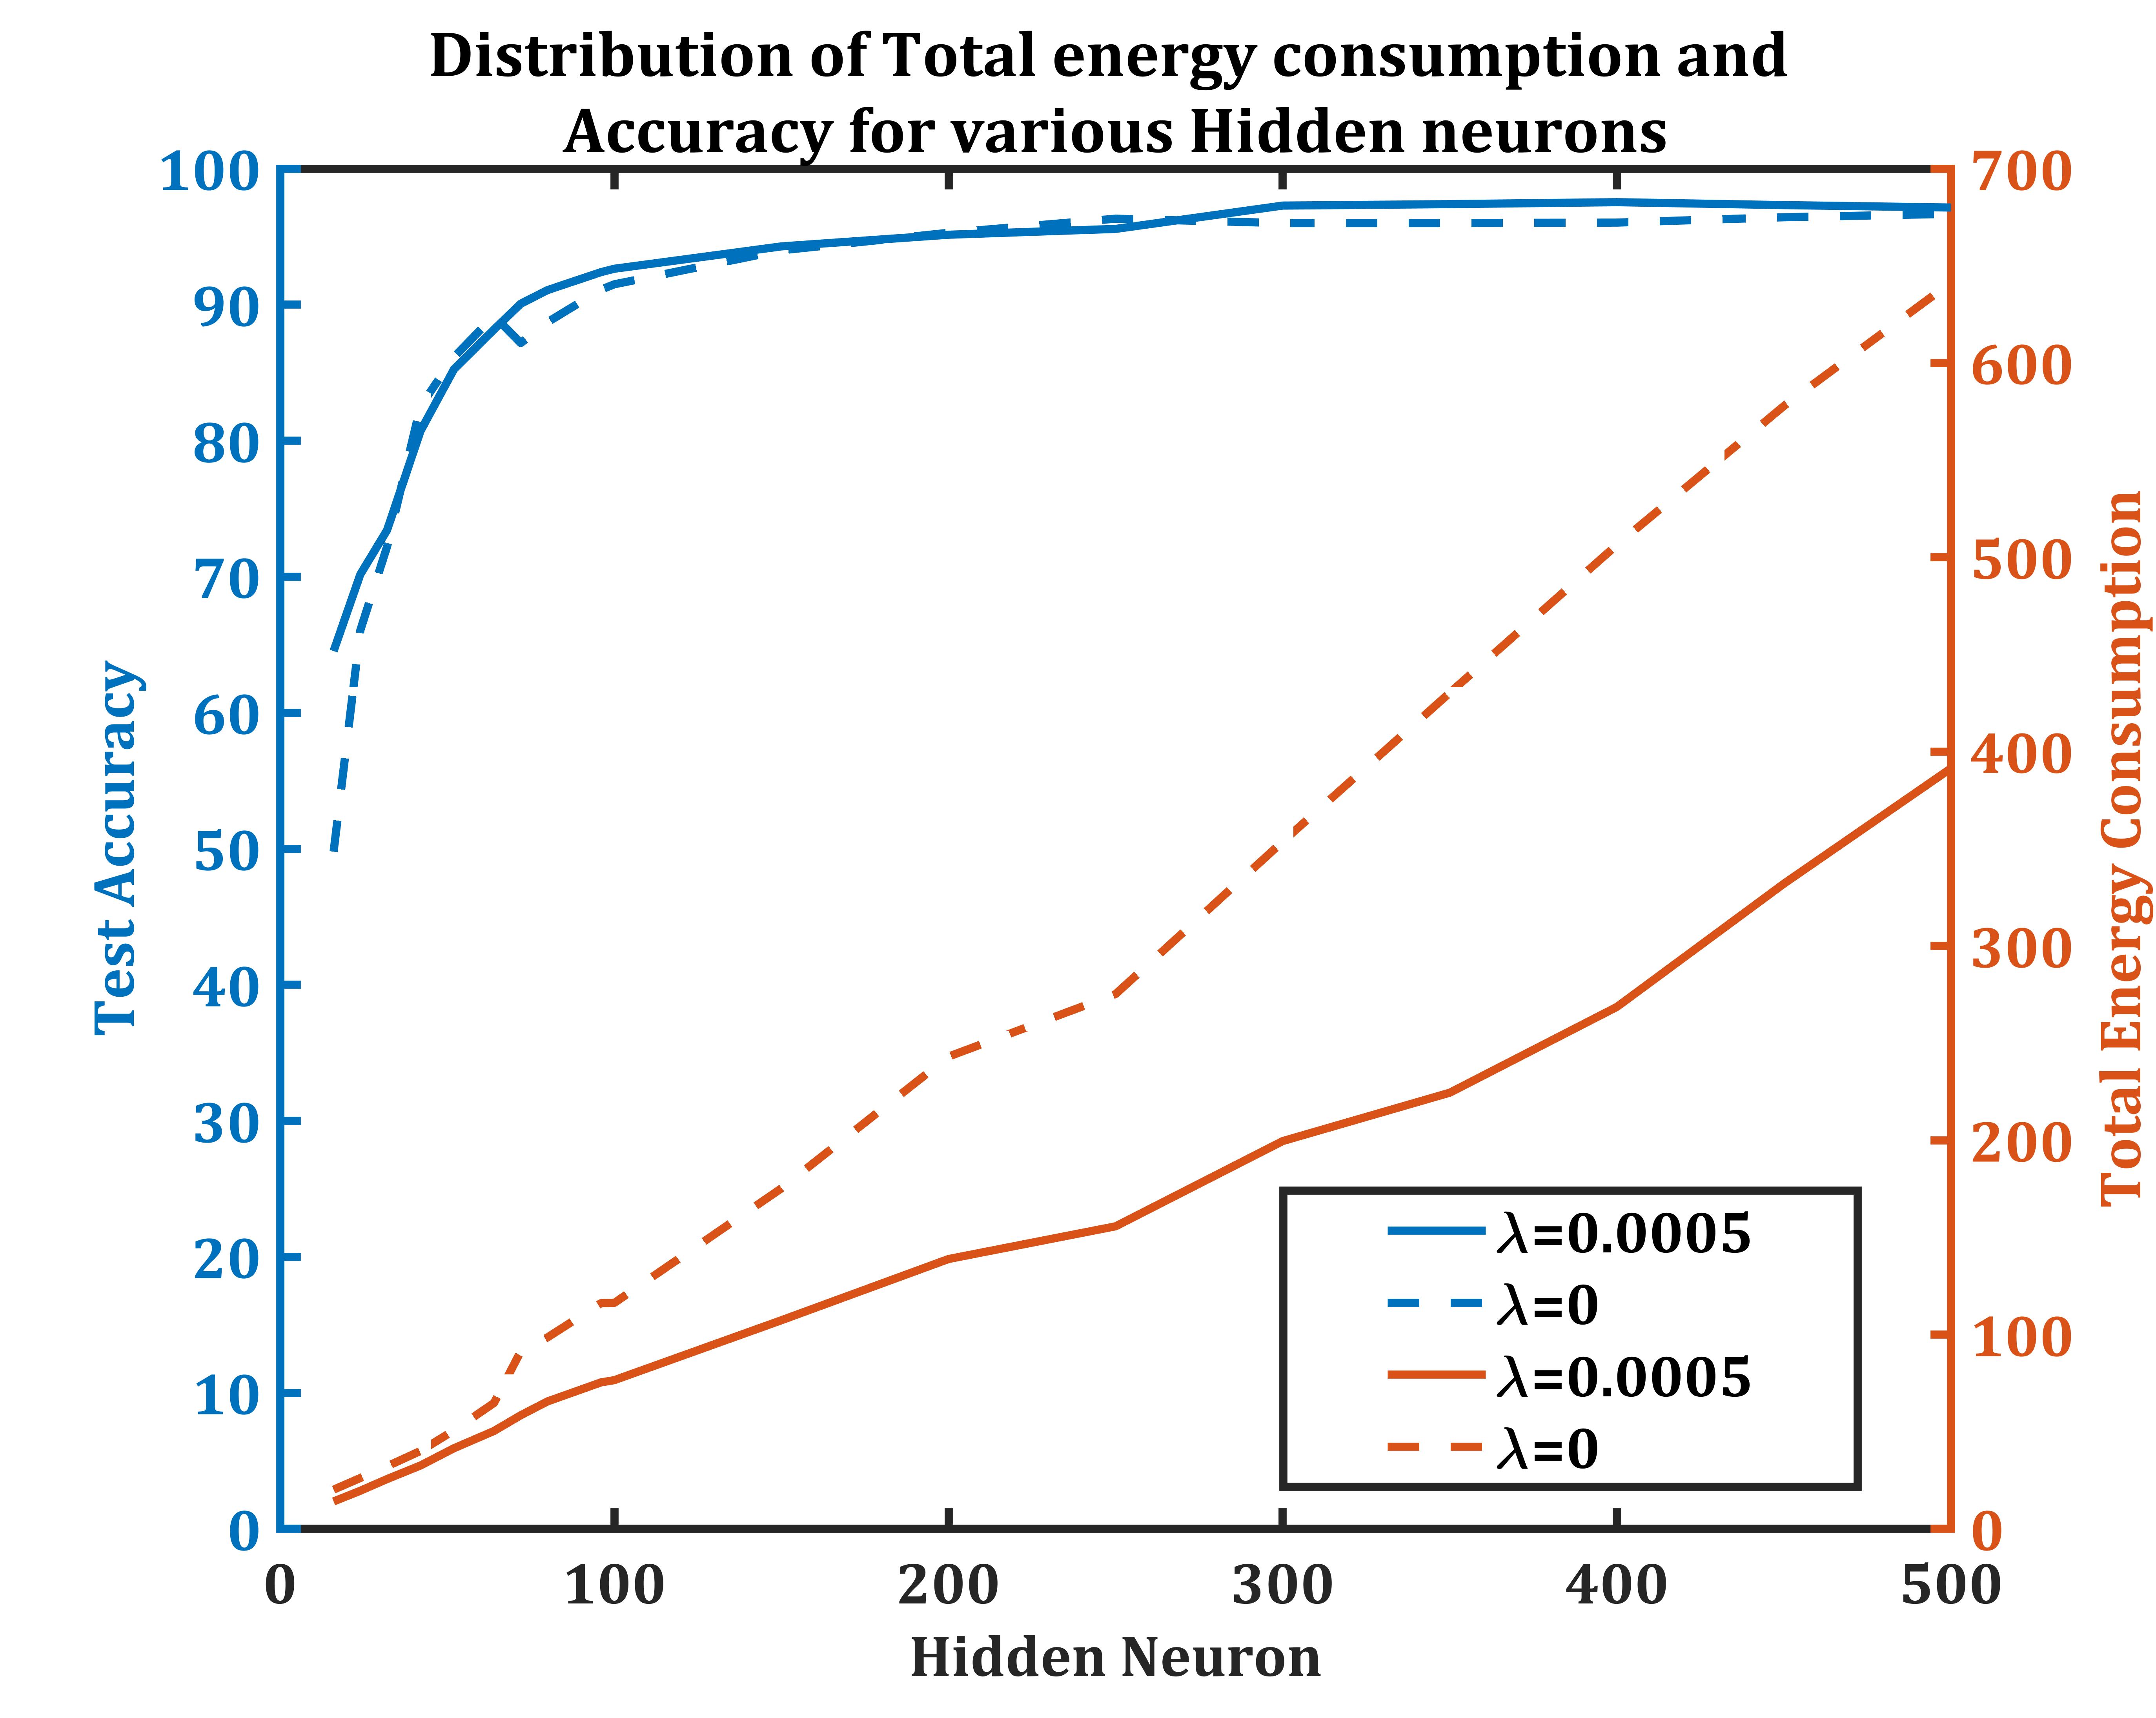 Distribution of Total energy consumption and
Accuracy for various Hidden neurons
100
90
80
70
60
50
40
30
20
10
0
Test Accuracy
700
600
500
400
300
200
100
0
Total Energy Consumption
λ=0.0005
λ=0
λ=0.0005
λ=0
0 100 200 300 400 500
Hidden Neuron